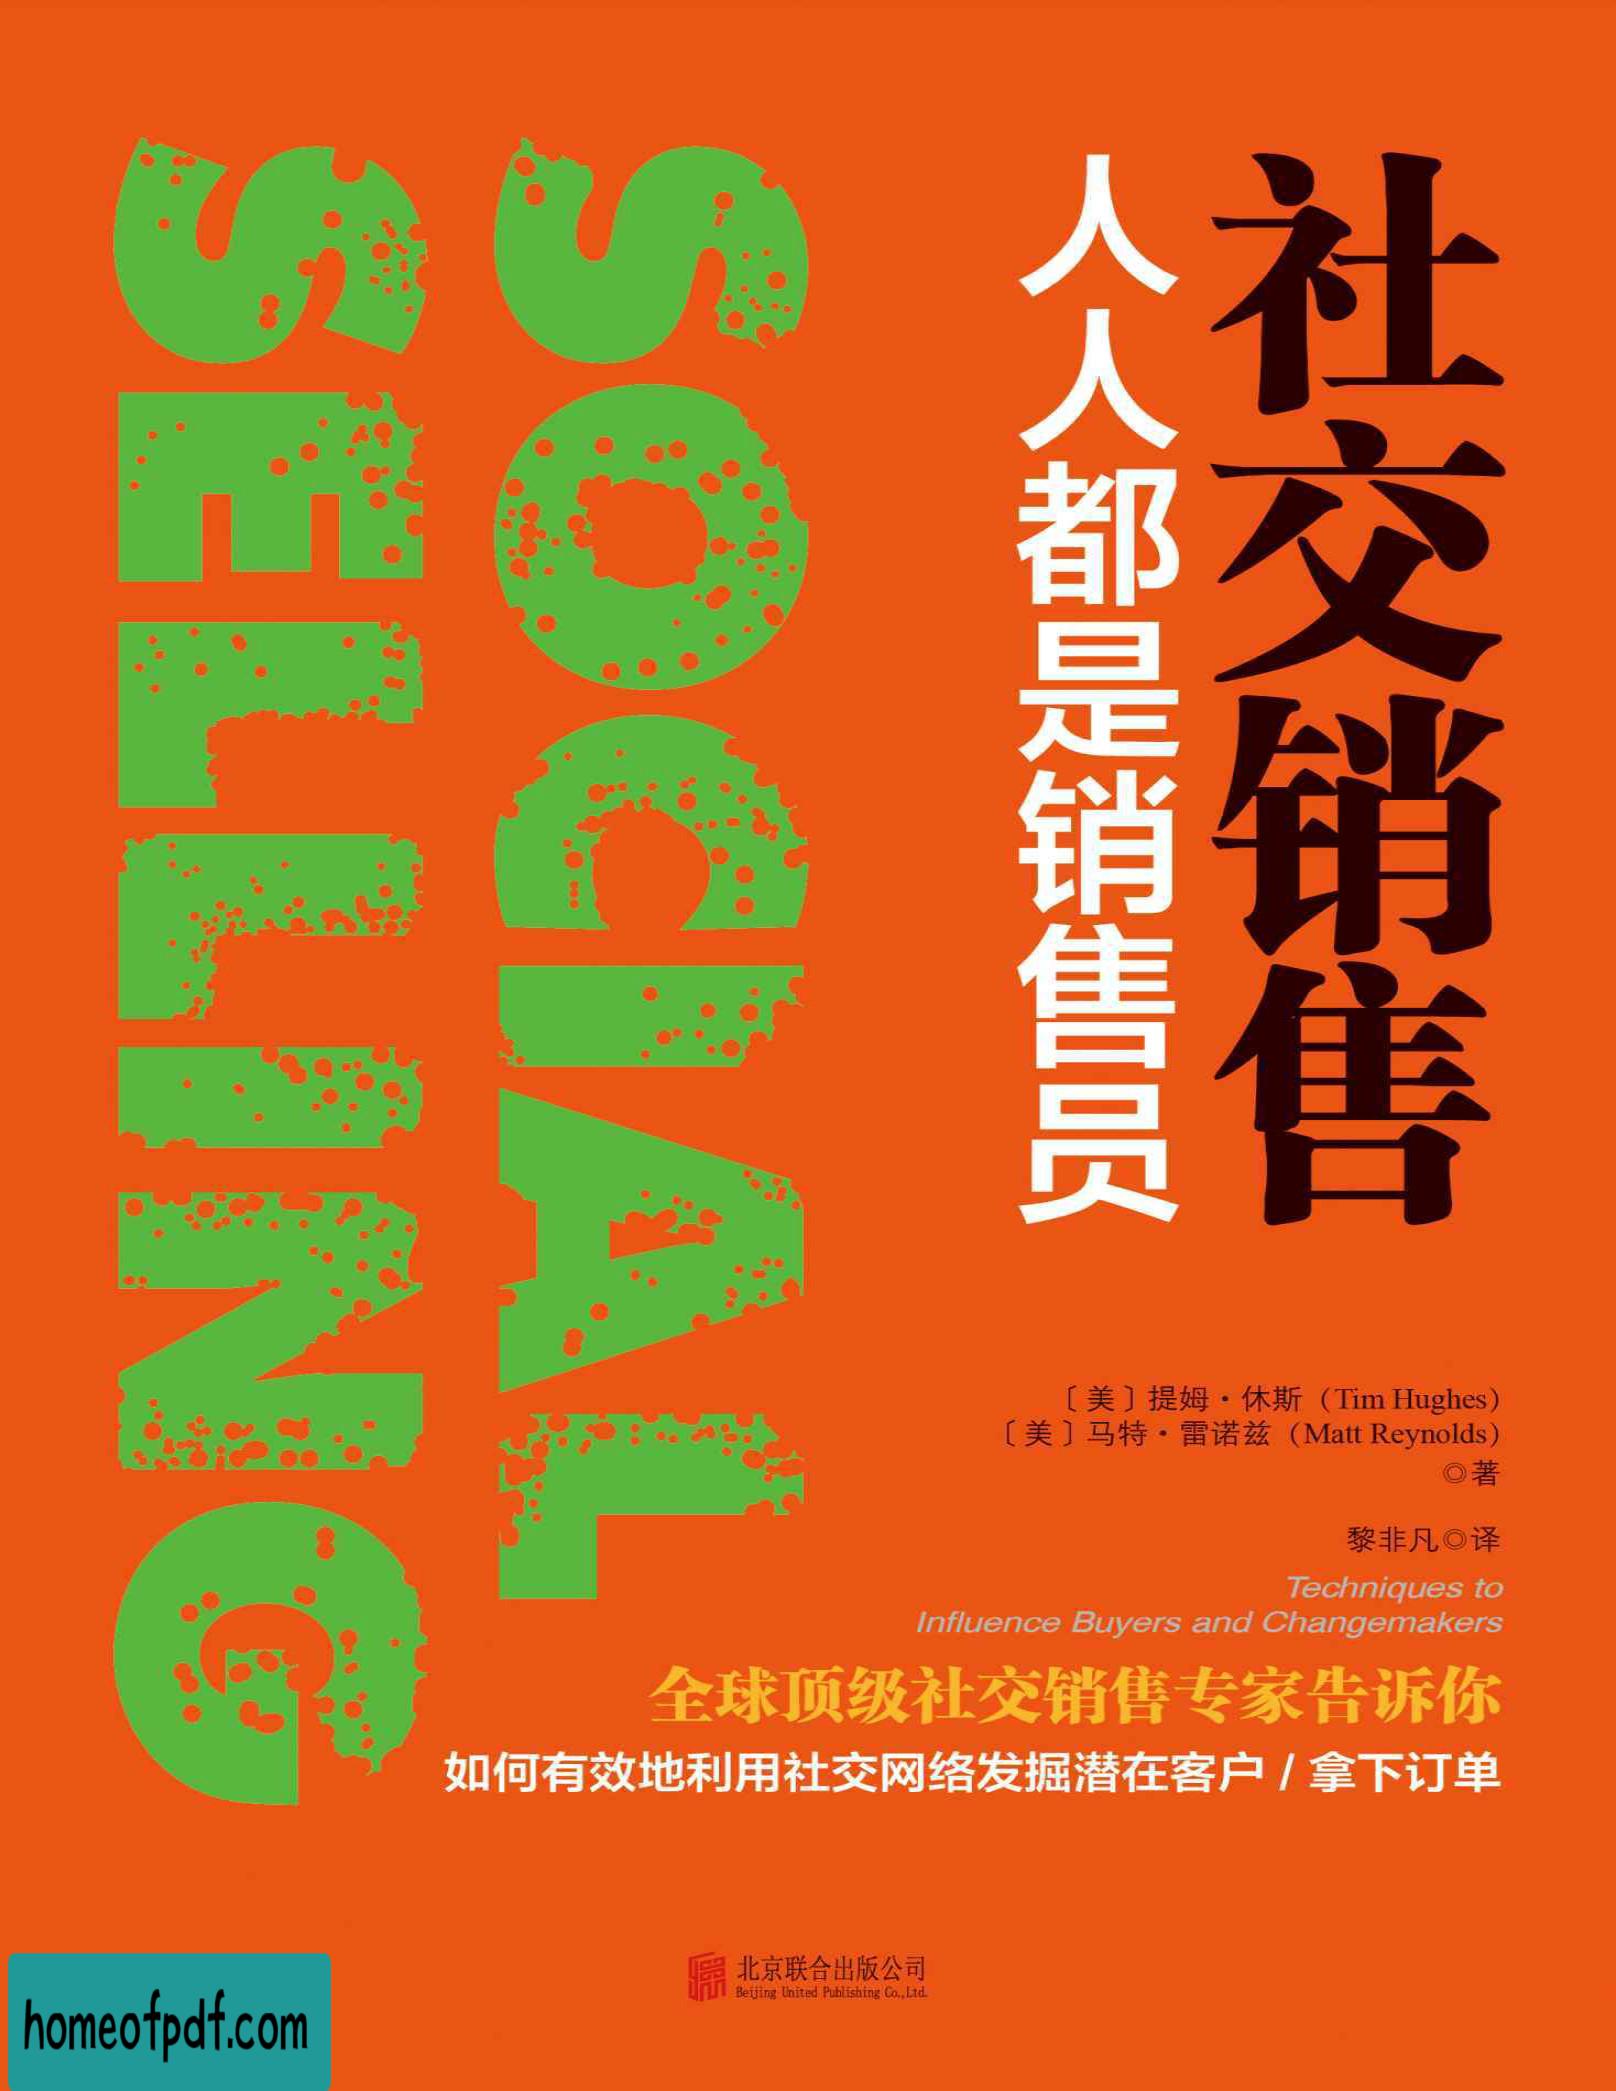 社交销售
人人都是销售员
SOCIAL
SELLING
〔美〕提姆·休斯（Tim Hughes）
〔美〕马特·雷诺兹（Matt Reynolds）
◎著
黎非凡◎译
Techniques to
Influence Buyers and Changemakers
全球顶级社交销售专家告诉你
如何有效地利用社交网络发掘潜在客户/拿下订单
北京联合出版公司
Beijing United Publishing Co.,Ltd.
homeofpdf.com